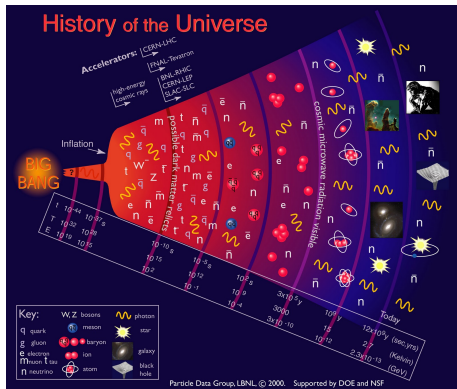 History of the Universe
Accelerators:
CERN-LHC
FNAL-Tevatron
BNL-RHIC
CERN-LEP
SLAC-SLC
high-energy
cosmic rays
Inflation
BIG
BANG
?
possible dark matter relics
cosmic microwave radiation visible
t 10⁻⁴⁴ 10⁻³⁷s 10⁻¹⁰s 10⁻⁵s 10²s 3x10⁵y 10⁹y 12x10⁹y (sec,yrs)
T 10³² 10²⁸ 10¹⁵ 10¹² 10⁹ 3000 15 2.7 (Kelvin)
E 10¹⁹ 10¹⁵ 10² 10⁻¹ 10⁻⁴ 3x10⁻¹⁰ 10⁻¹² 2.3x10⁻¹³ (GeV)
Today
Key:
q quark
g gluon
e electron
m muon t tau
n neutrino
W, Z bosons
meson
baryon
ion
atom
photon
star
galaxy
black
hole
Particle Data Group, LBNL, © 2000. Supported by DOE and NSF